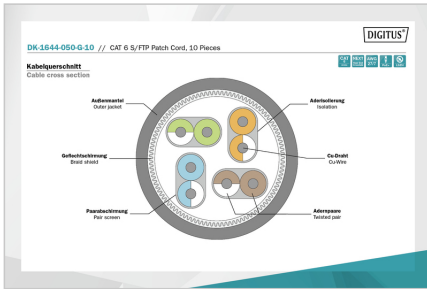 DIGITUS®
DK-1644-050-G-10 // CAT 6 S/FTP Patch Cord, 10 Pieces
Kabelquerschnitt
Cable cross section
Außenmantel
Outer jacket
Aderisolierung
Isolation
Geflechtschirmung
Braid shield
Cu-Draht
Cu-Wire
Paarabschirmung
Pair screen
Adernpaare
Twisted pair